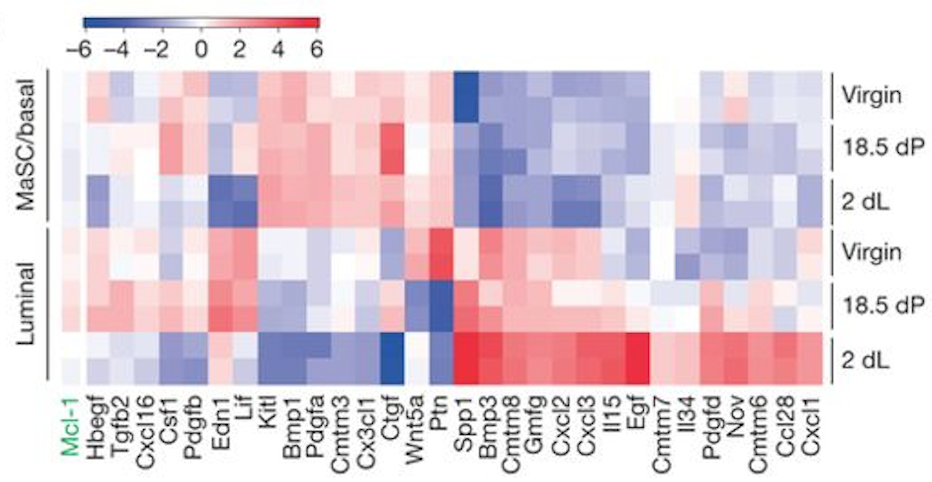 −6 −4 −2 0 2 4 6
MaSC/basal
Virgin
18.5 dP
2 dL
Luminal
Virgin
18.5 dP
2 dL
Mcl-1
Hbegf
Tgfb2
Cxcl16
Csf1
Pdgfb
Edn1
Lif
Kitl
Bmp1
Pdgfa
Cmtm3
Cx3cl1
Ctgf
Wnt5a
Ptn
Spp1
Bmp3
Cmtm8
Gmfg
Cxcl2
Cxcl3
Il15
Egf
Cmtm7
Il34
Pdgfd
Nov
Cmtm6
Ccl28
Cxcl1